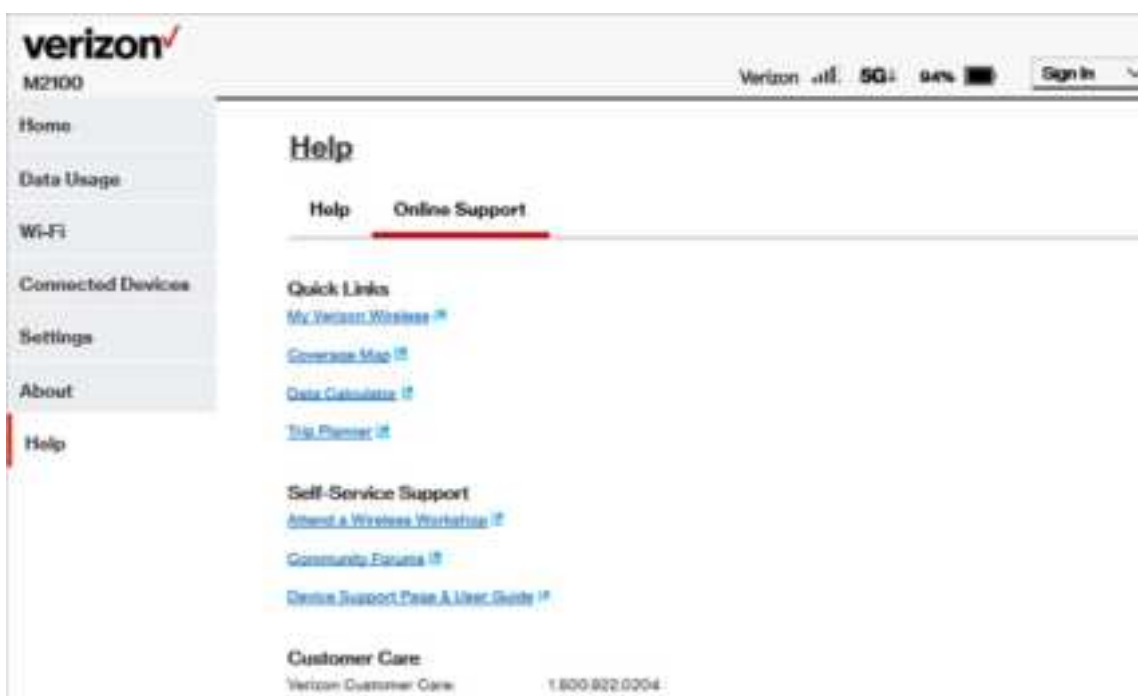 verizon
M2100
Verizon 5G 94% Sign In
Home
Data Usage
Wi-Fi
Connected Devices
Settings
About
Help
Help
Help Online Support
Quick Links
My Verizon Wireless
Coverage Map
Data Calculator
Trip Planner
Self-Service Support
Attend a Wireless Workshop
Community Forums
Device Support Page & User Guide
Customer Care
Verizon Customer Care: 1.800.922.0204